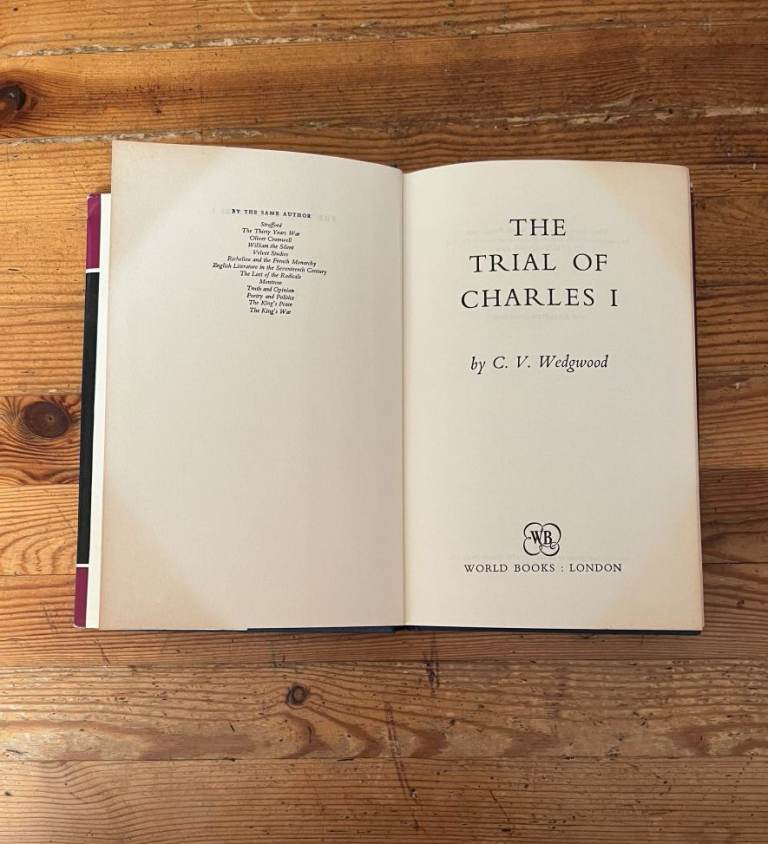 BY THE SAME AUTHOR
Strafford
The Thirty Years War
Oliver Cromwell
William the Silent
Velvet Studies
Richelieu and the French Monarchy
English Literature in the Seventeenth Century
The Last of the Radicals
Montrose
Truth and Opinion
Poetry and Politics
The King's Peace
The King's War
THE
TRIAL OF
CHARLES I
by C. V. Wedgwood
WB
WORLD BOOKS : LONDON